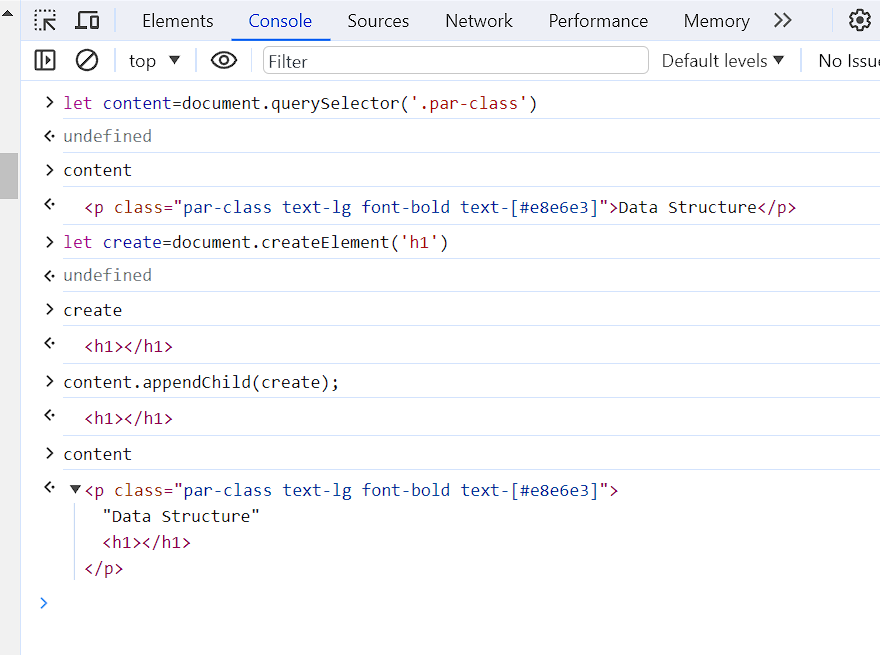 Elements Console Sources Network Performance Memory
top Filter Default levels No Issue
let content=document.querySelector('.par-class')
undefined
content
<p class="par-class text-lg font-bold text-[#e8e6e3]">Data Structure</p>
let create=document.createElement('h1')
undefined
create
<h1></h1>
content.appendChild(create);
<h1></h1>
content
<p class="par-class text-lg font-bold text-[#e8e6e3]">
"Data Structure"
<h1></h1>
</p>